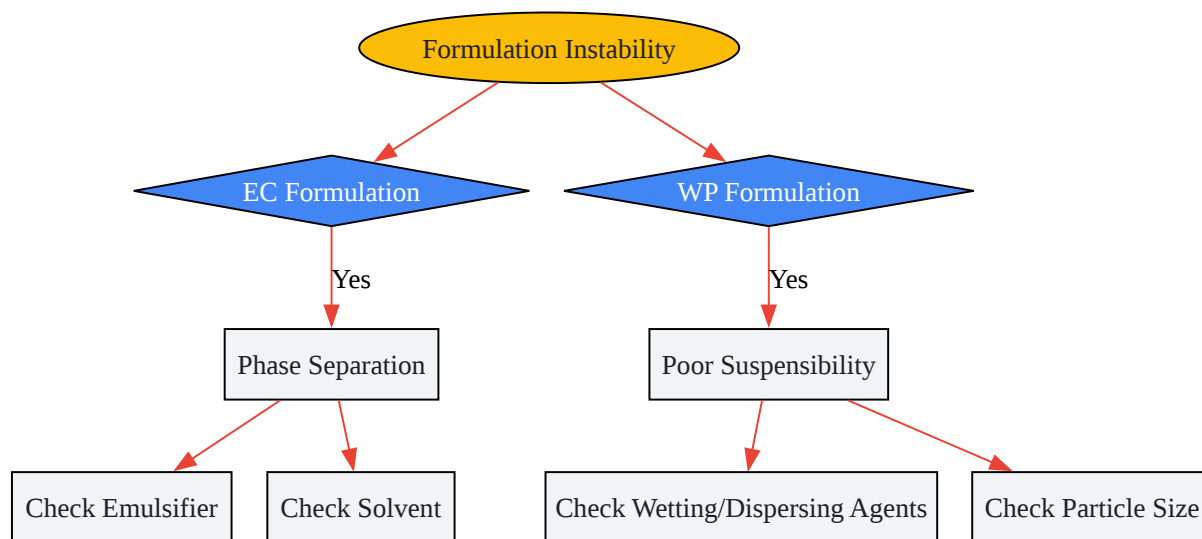 Formulation Instability
EC Formulation
WP Formulation
Yes
Yes
Phase Separation
Poor Suspensibility
Check Emulsifier
Check Solvent
Check Wetting/Dispersing Agents
Check Particle Size